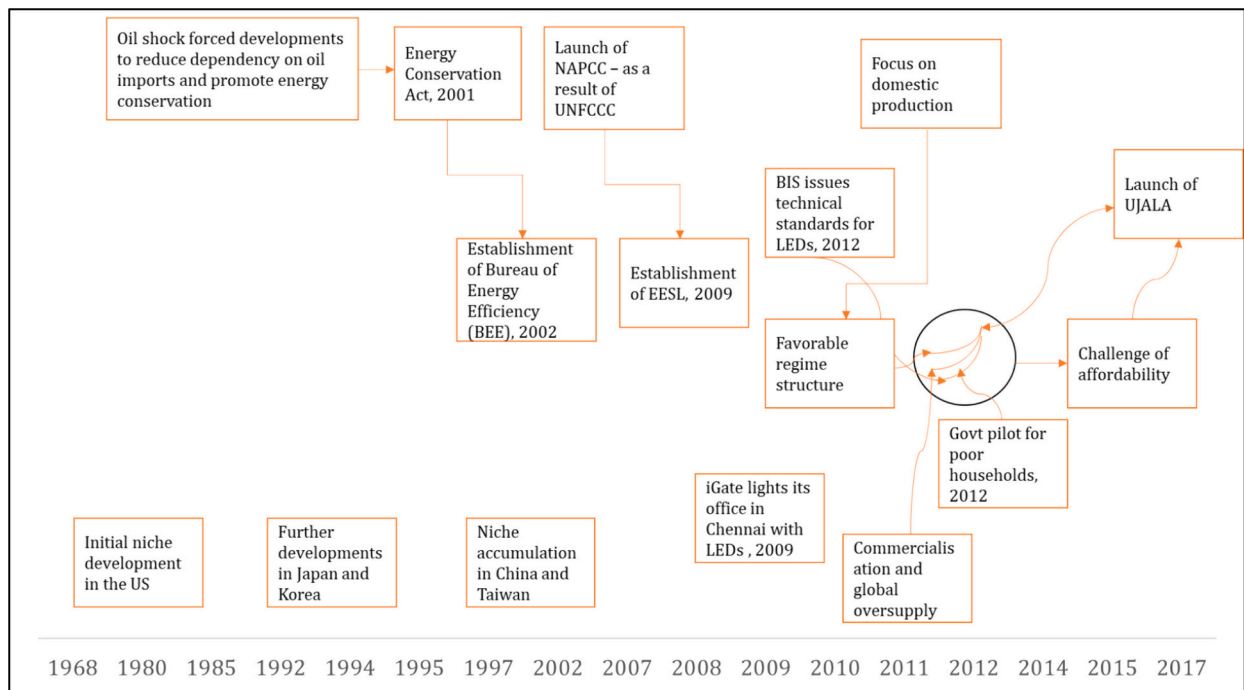 Oil shock forced developments
to reduce dependency on oil
imports and promote energy
conservation
Energy
Conservation
Act, 2001
Launch of
NAPCC – as a
result of
UNFCCC
Focus on
domestic
production
BIS issues
technical
standards for
LEDs, 2012
Launch of
UJALA
Establishment
of Bureau of
Energy
Efficiency
(BEE), 2002
Establishment
of EESL, 2009
Favorable
regime
structure
Challenge of
affordability
Govt pilot for
poor
households,
2012
iGate lights its
office in
Chennai with
LEDs , 2009
Initial niche
development
in the US
Further
developments
in Japan and
Korea
Niche
accumulation
in China and
Taiwan
Commercialis
ation and
global
oversupply
1968 1980 1985 1992 1994 1995 1997 2002 2007 2008 2009 2010 2011 2012 2014 2015 2017